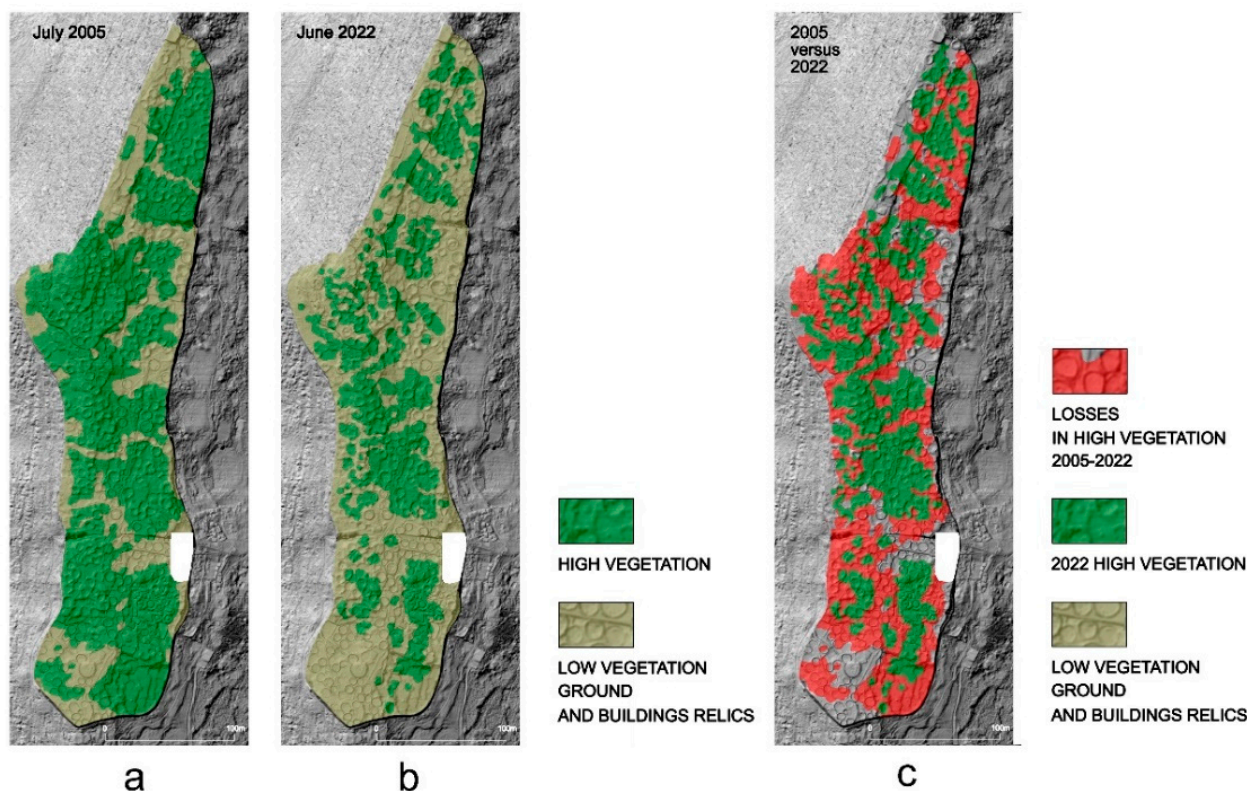 July 2005
June 2022
2005
versus
2022
LOSSES
IN HIGH VEGETATION
2005-2022
HIGH VEGETATION
2022 HIGH VEGETATION
LOW VEGETATION
GROUND
AND BUILDINGS RELICS
LOW VEGETATION
GROUND
AND BUILDINGS RELICS
0 100m
0 100m
0 100m
a
b
c